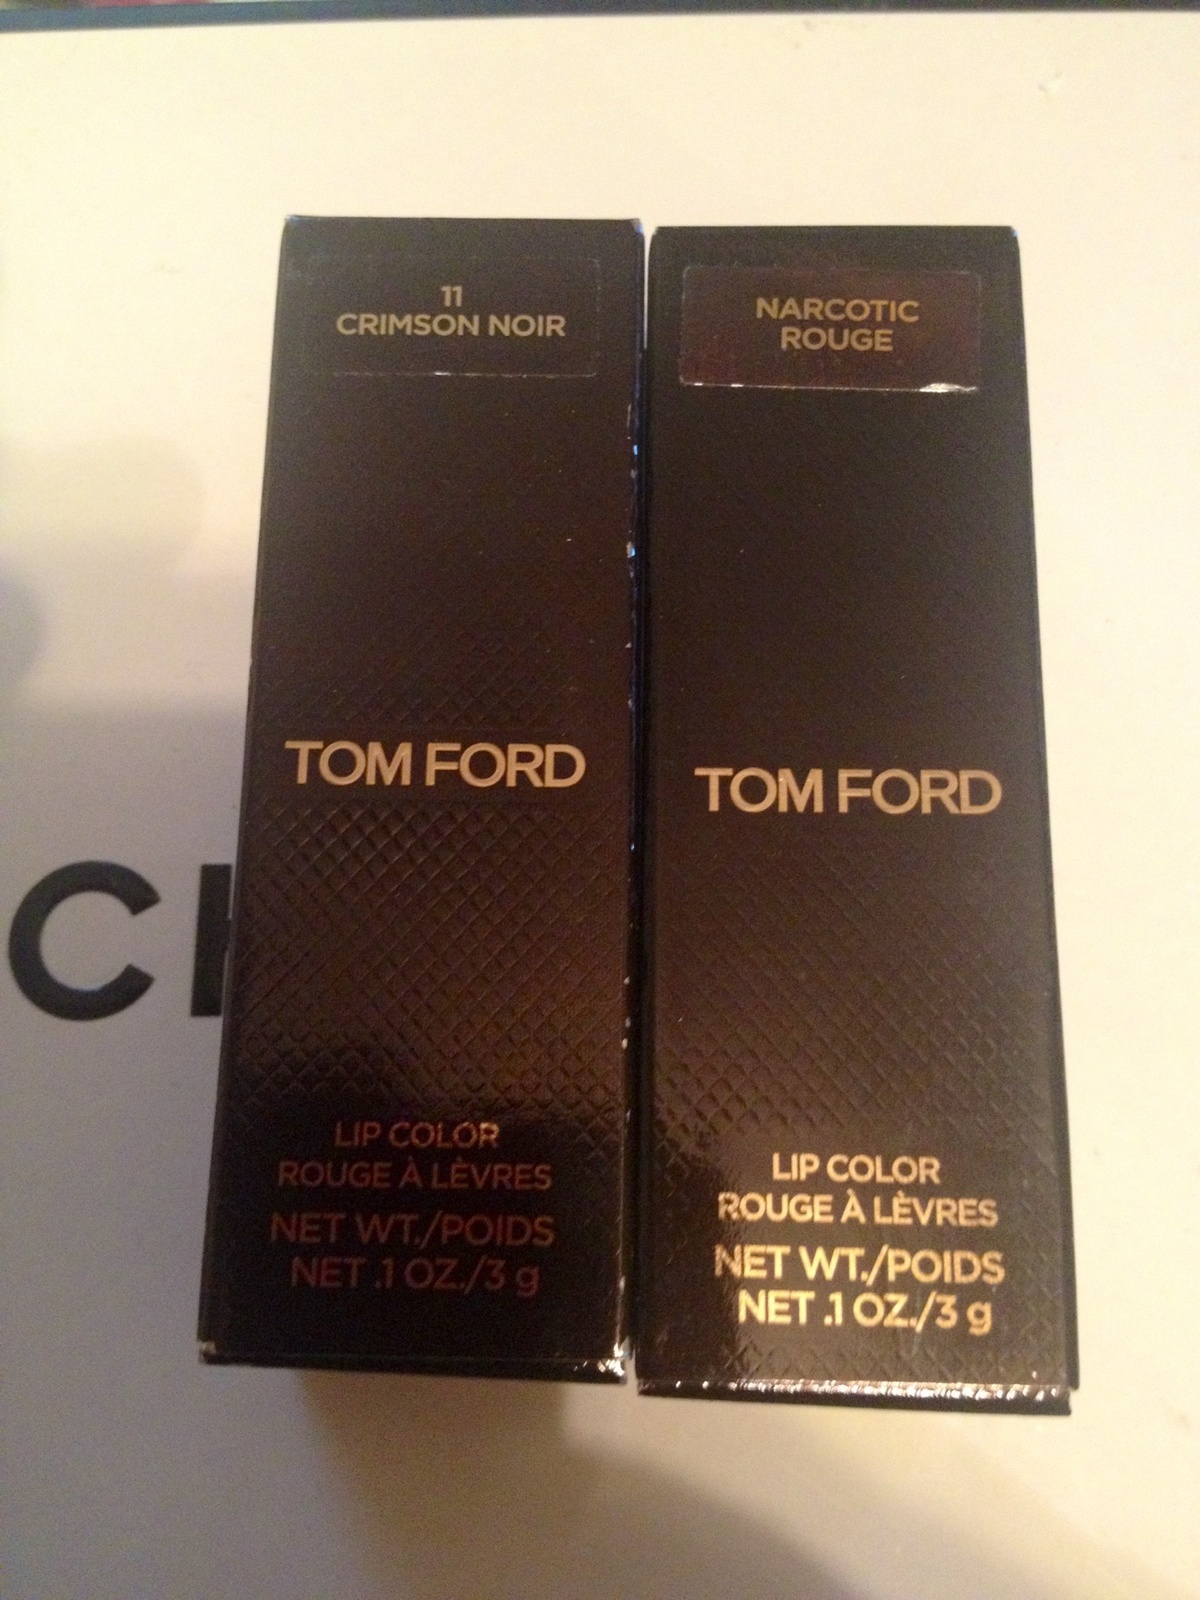 11
CRIMSON NOIR
TOM FORD
LIP COLOR
ROUGE À LÈVRES
NET WT./POIDS
NET .1 OZ./3 g
NARCOTIC
ROUGE
TOM FORD
LIP COLOR
ROUGE À LÈVRES
NET WT./POIDS
NET .1 OZ./3 g